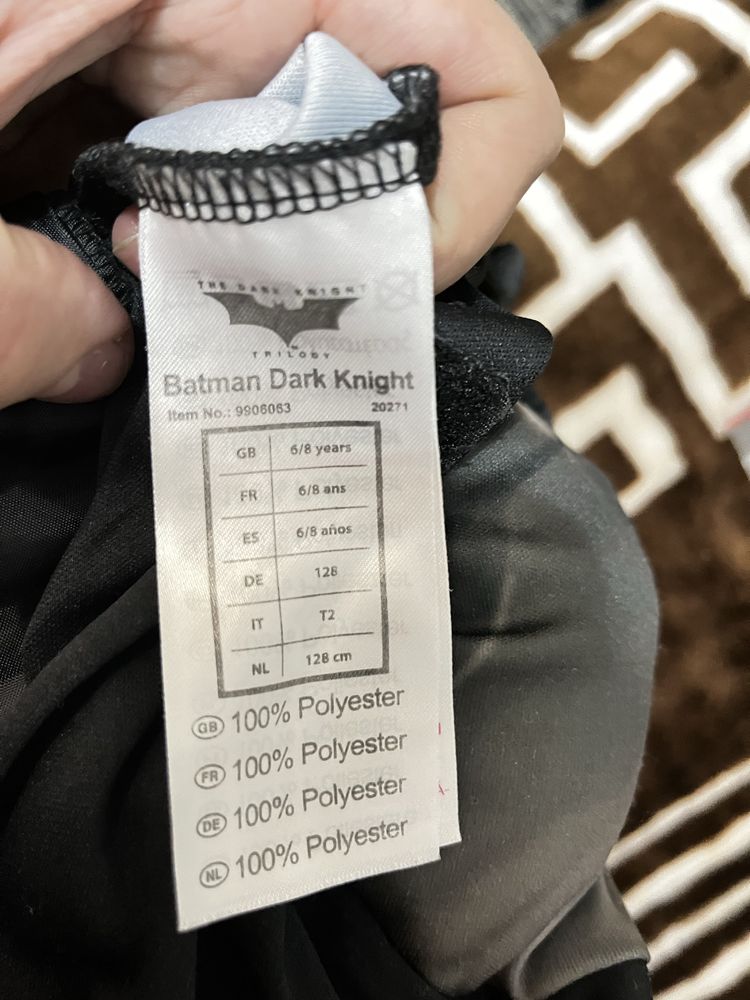 THE DARK KNIGHT
TRILOGY
Batman Dark Knight
Item No.: 9906063 20271
GB 6/8 years
FR 6/8 ans
ES 6/8 años
DE 128
IT T2
NL 128 cm
GB 100% Polyester
FR 100% Polyester
DE 100% Polyester
NL 100% Polyester